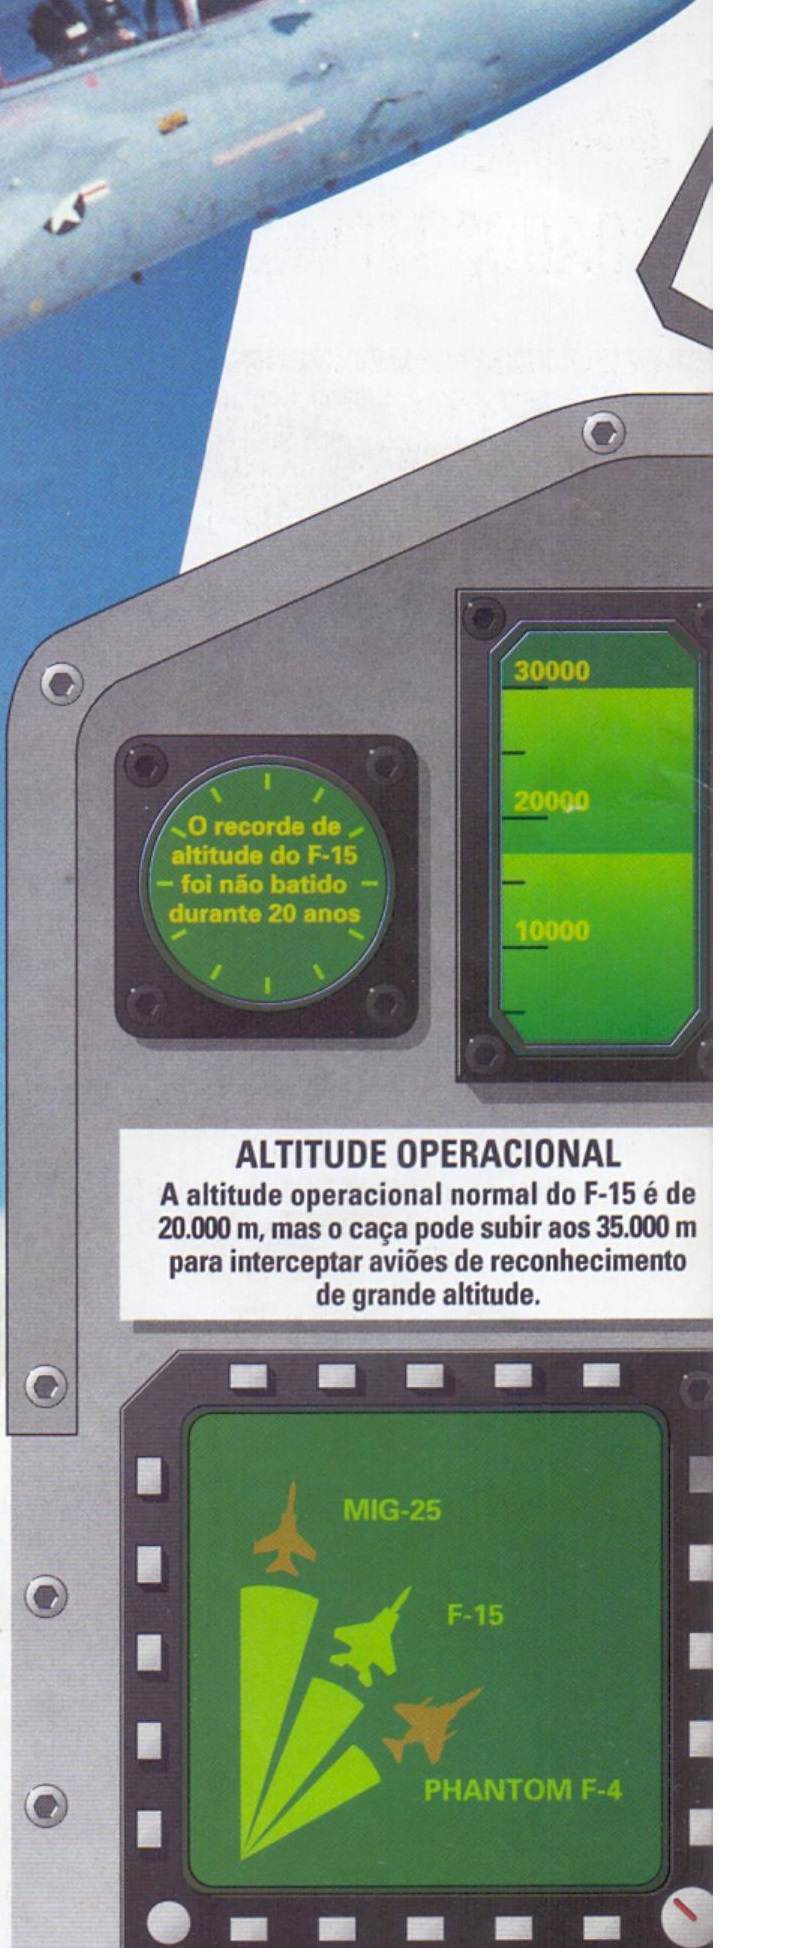 30000
20000
10000
O recorde de
altitude do F-15
foi não batido
durante 20 anos
ALTITUDE OPERACIONAL
A altitude operacional normal do F-15 é de
20.000 m, mas o caça pode subir aos 35.000 m
para interceptar aviões de reconhecimento
de grande altitude.
MIG-25
F-15
PHANTOM F-4